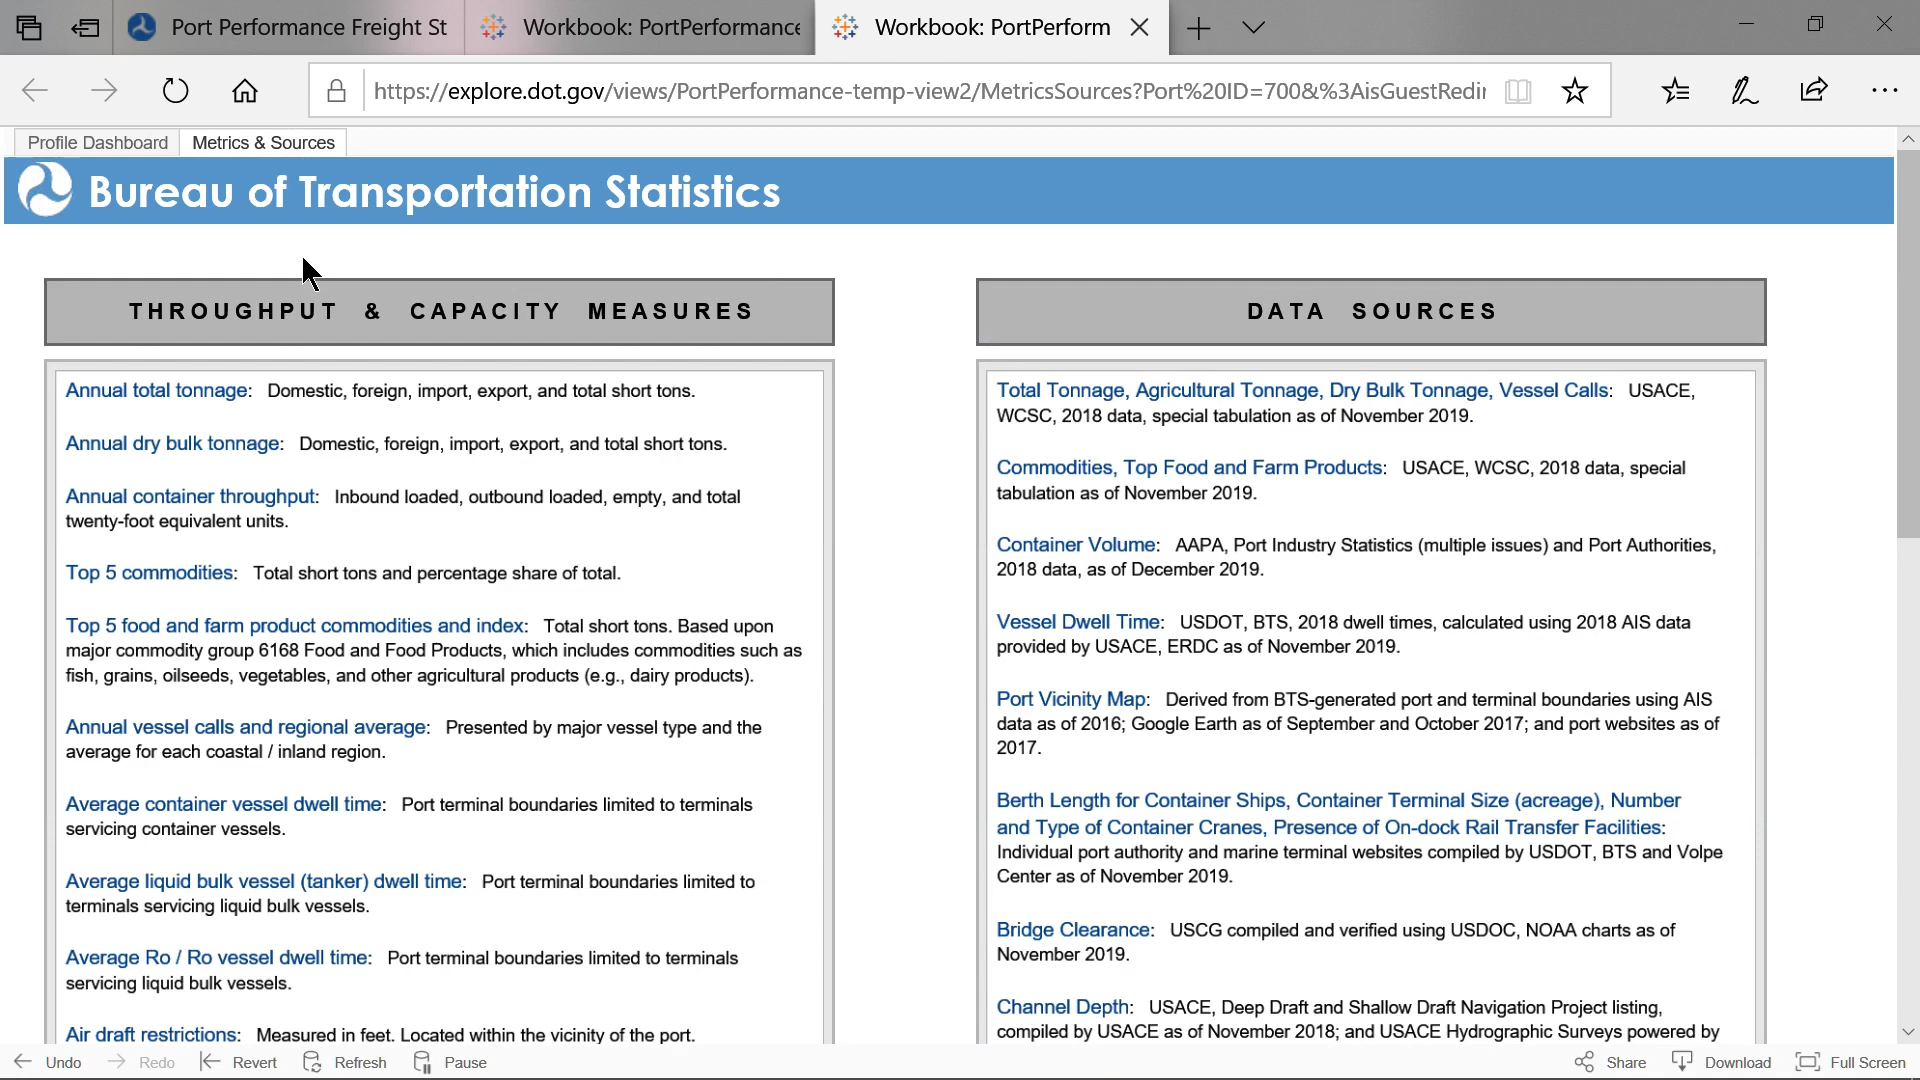 Port Performance Freight St
Workbook: PortPerformance
Workbook: PortPerform
https://explore.dot.gov/views/PortPerformance-temp-view2/MetricsSources?Port%20ID=700&%3AisGuestRedir
Profile Dashboard
Metrics & Sources
Bureau of Transportation Statistics
THROUGHPUT & CAPACITY MEASURES
Annual total tonnage: Domestic, foreign, import, export, and total short tons.
Annual dry bulk tonnage: Domestic, foreign, import, export, and total short tons.
Annual container throughput: Inbound loaded, outbound loaded, empty, and total
twenty-foot equivalent units.
Top 5 commodities: Total short tons and percentage share of total.
Top 5 food and farm product commodities and index: Total short tons. Based upon
major commodity group 6168 Food and Food Products, which includes commodities such as
fish, grains, oilseeds, vegetables, and other agricultural products (e.g., dairy products).
Annual vessel calls and regional average: Presented by major vessel type and the
average for each coastal / inland region.
Average container vessel dwell time: Port terminal boundaries limited to terminals
servicing container vessels.
Average liquid bulk vessel (tanker) dwell time: Port terminal boundaries limited to
terminals servicing liquid bulk vessels.
Average Ro / Ro vessel dwell time: Port terminal boundaries limited to terminals
servicing liquid bulk vessels.
Air draft restrictions: Measured in feet. Located within the vicinity of the port.
DATA SOURCES
Total Tonnage, Agricultural Tonnage, Dry Bulk Tonnage, Vessel Calls: USACE,
WCSC, 2018 data, special tabulation as of November 2019.
Commodities, Top Food and Farm Products: USACE, WCSC, 2018 data, special
tabulation as of November 2019.
Container Volume: AAPA, Port Industry Statistics (multiple issues) and Port Authorities,
2018 data, as of December 2019.
Vessel Dwell Time: USDOT, BTS, 2018 dwell times, calculated using 2018 AIS data
provided by USACE, ERDC as of November 2019.
Port Vicinity Map: Derived from BTS-generated port and terminal boundaries using AIS
data as of 2016; Google Earth as of September and October 2017; and port websites as of
2017.
Berth Length for Container Ships, Container Terminal Size (acreage), Number
and Type of Container Cranes, Presence of On-dock Rail Transfer Facilities:
Individual port authority and marine terminal websites compiled by USDOT, BTS and Volpe
Center as of November 2019.
Bridge Clearance: USCG compiled and verified using USDOC, NOAA charts as of
November 2019.
Channel Depth: USACE, Deep Draft and Shallow Draft Navigation Project listing,
compiled by USACE as of November 2018; and USACE Hydrographic Surveys powered by
Undo
Redo
Revert
Refresh
Pause
Share
Download
Full Screen